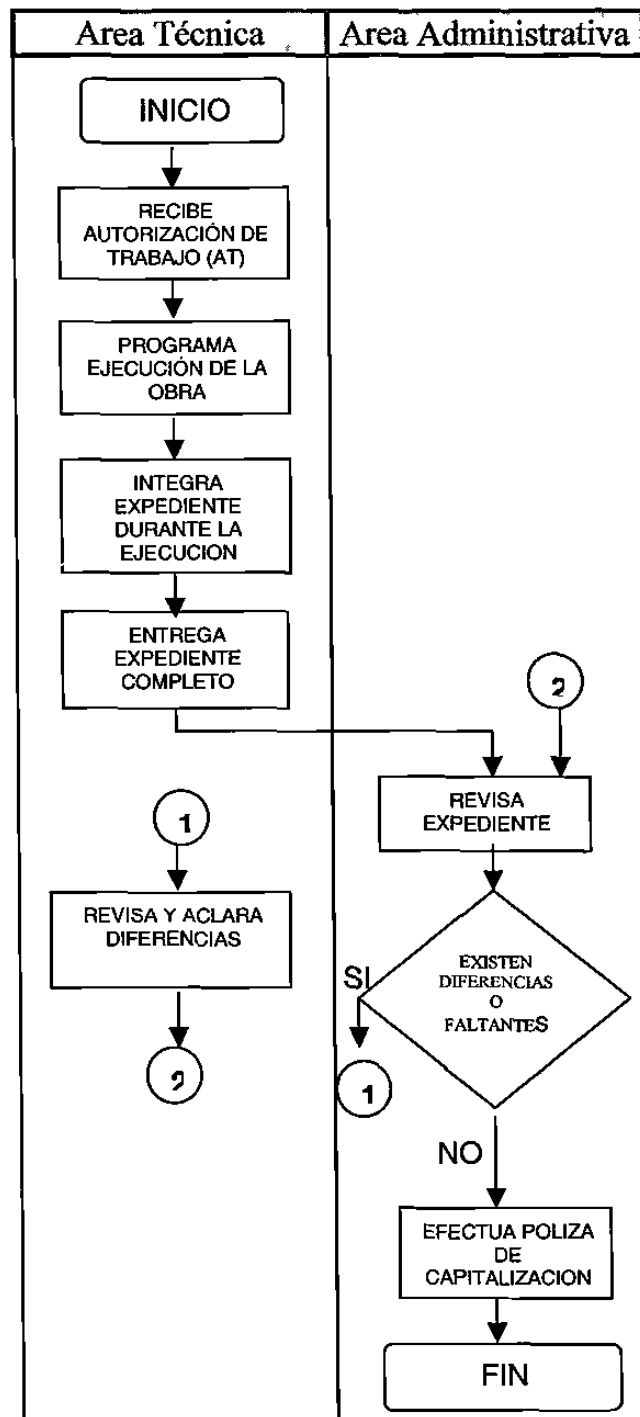 Area Técnica
Area Administrativa
INICIO
RECIBE
AUTORIZACIÓN DE
TRABAJO (AT)
PROGRAMA
EJECUCIÓN DE LA
OBRA
INTEGRA
EXPEDIENTE
DURANTE LA
EJECUCION
ENTREGA
EXPEDIENTE
COMPLETO
2
REVISA
EXPEDIENTE
1
REVISA Y ACLARA
DIFERENCIAS
2
EXISTEN
DIFERENCIAS
O
FALTANTES
SI
1
NO
EFECTUA POLIZA
DE
CAPITALIZACION
FIN